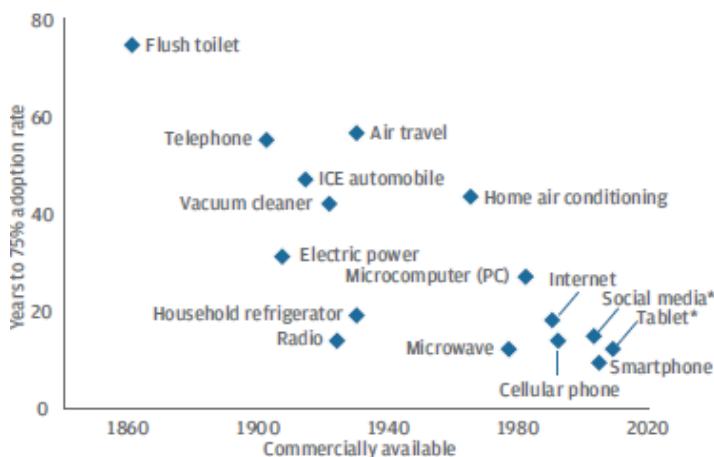 80
Flush toilet
60
Telephone
Air travel
ICE automobile
Vacuum cleaner
Home air conditioning
40
Electric power
Microcomputer (PC)
Internet
Social media*
Household refrigerator
Tablet*
20
Radio
Microwave
Smartphone
Cellular phone
0
Years to 75% adoption rate
1860
1900
1940
1980
2020
Commercially available